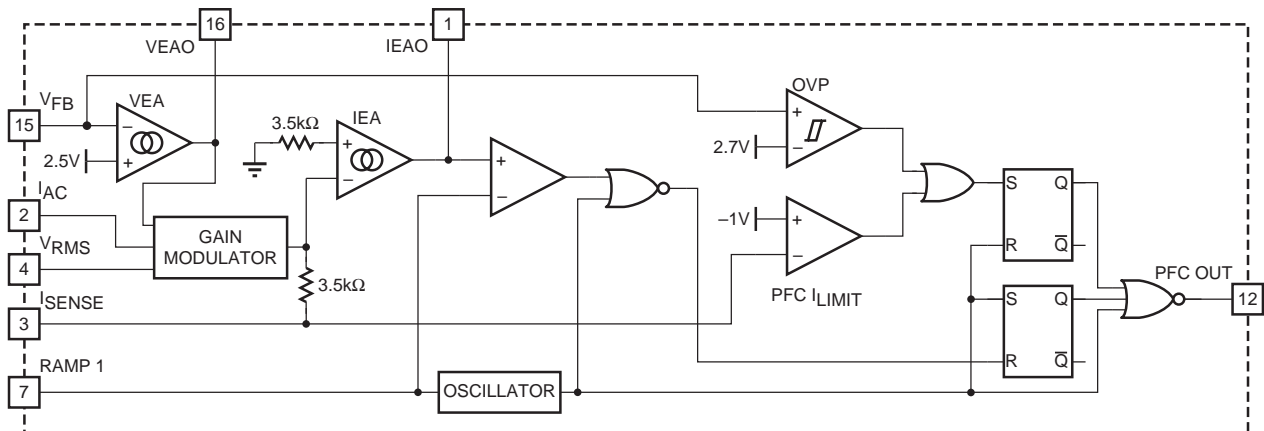 16
VEAO
1
IEAO
VFB
15
VEA
−
+
2.5V
3.5kΩ
IEA
+
−
+
−
OVP
+
−
2.7V
IAC
2
VRMS
4
GAIN
MODULATOR
3.5kΩ
–1V
+
−
PFC ILIMIT
S
Q
R
Q
PFC OUT
12
S
Q
R
Q
ISENSE
3
RAMP 1
7
OSCILLATOR